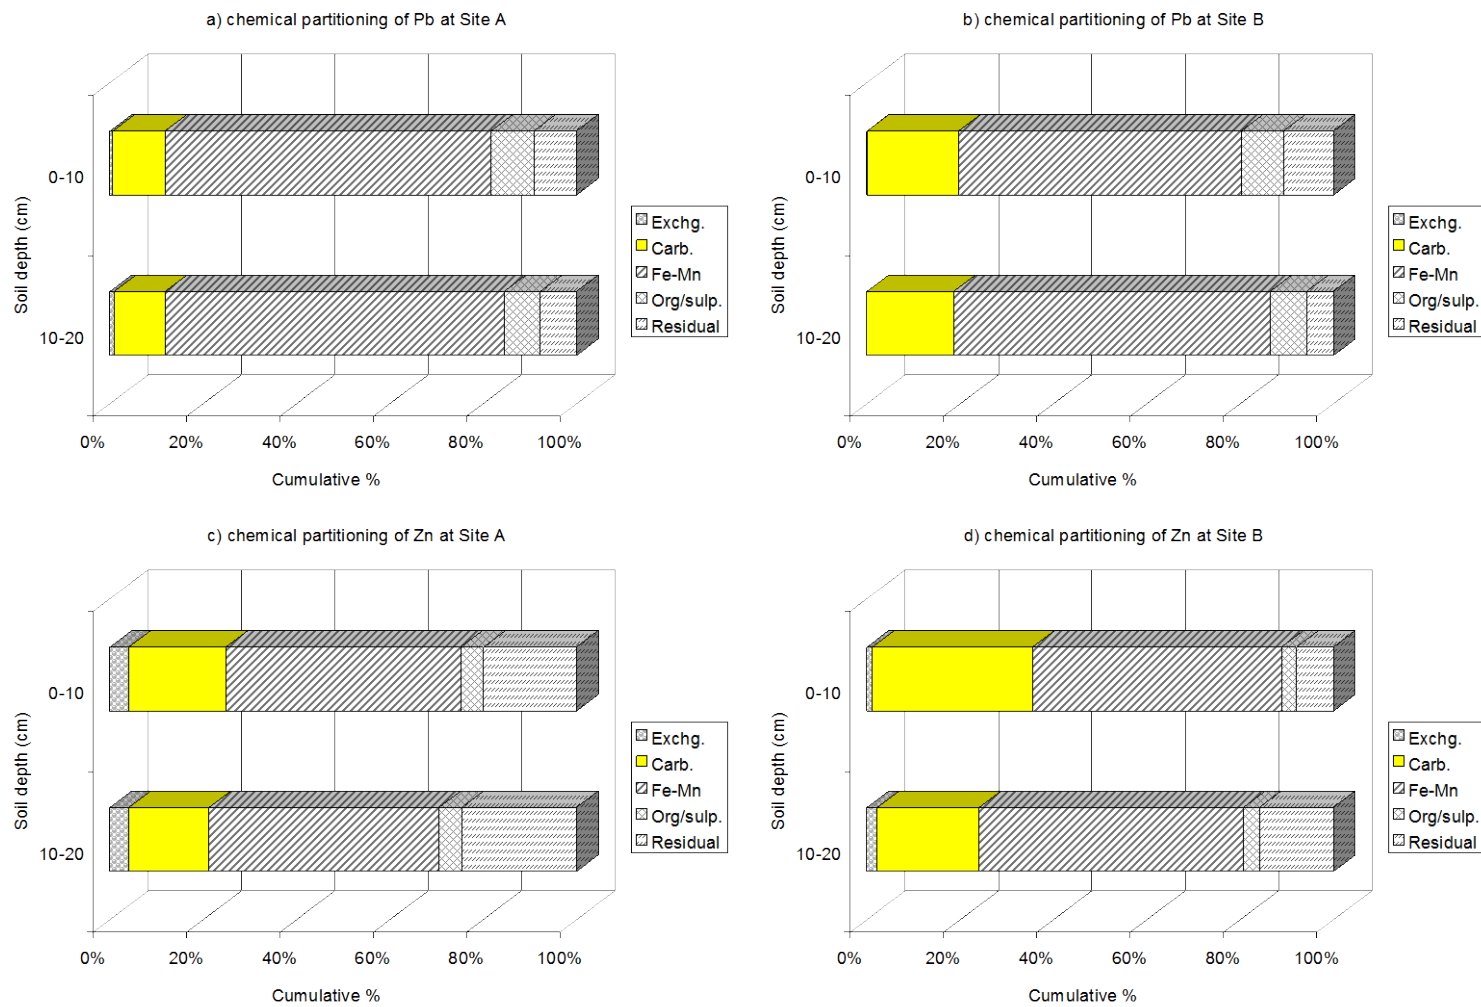 a) chemical partitioning of Pb at Site A
Soil depth (cm)
0-10
10-20
0% 20% 40% 60% 80% 100%
Cumulative %
Exchg.
Carb.
Fe-Mn
Org/sulp.
Residual
b) chemical partitioning of Pb at Site B
Soil depth (cm)
0-10
10-20
0% 20% 40% 60% 80% 100%
Cumulative %
Exchg.
Carb.
Fe-Mn
Org/sulp.
Residual
c) chemical partitioning of Zn at Site A
Soil depth (cm)
0-10
10-20
0% 20% 40% 60% 80% 100%
Cumulative %
Exchg.
Carb.
Fe-Mn
Org/sulp.
Residual
d) chemical partitioning of Zn at Site B
Soil depth (cm)
0-10
10-20
0% 20% 40% 60% 80% 100%
Cumulative %
Exchg.
Carb.
Fe-Mn
Org/sulp.
Residual